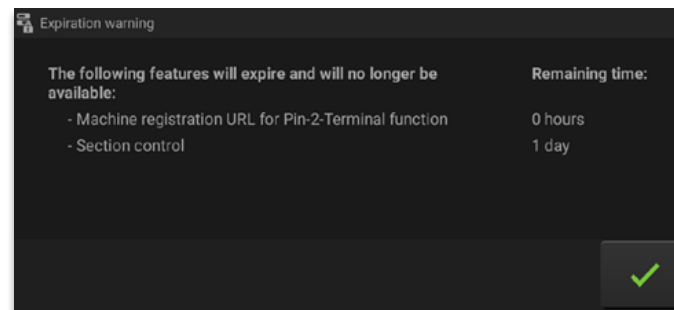 Expiration warning
The following features will expire and will no longer be Remaining time:
available:
- Machine registration URL for Pin-2-Terminal function 0 hours
- Section control 1 day